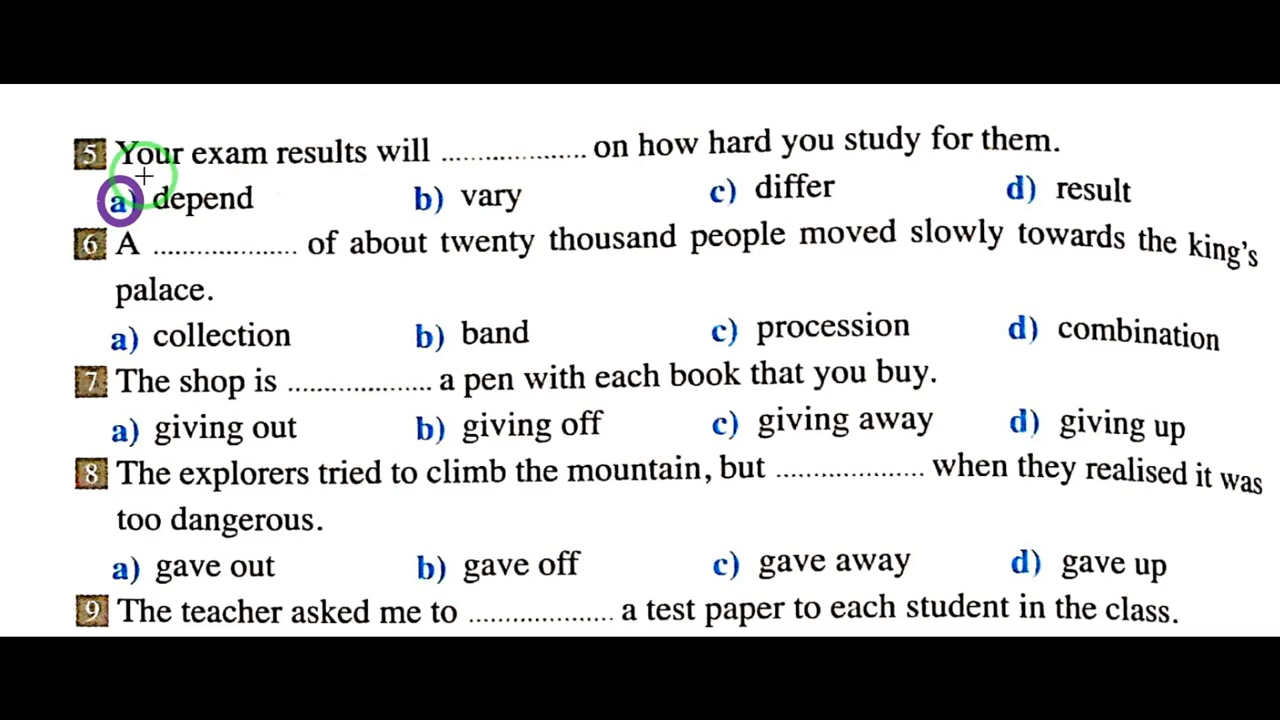 5 Your exam results will .................... on how hard you study for them.
a) depend b) vary c) differ d) result
6 A .................... of about twenty thousand people moved slowly towards the king's
palace.
a) collection b) band c) procession d) combination
7 The shop is .................... a pen with each book that you buy.
a) giving out b) giving off c) giving away d) giving up
8 The explorers tried to climb the mountain, but .................... when they realised it was
too dangerous.
a) gave out b) gave off c) gave away d) gave up
9 The teacher asked me to .................... a test paper to each student in the class.